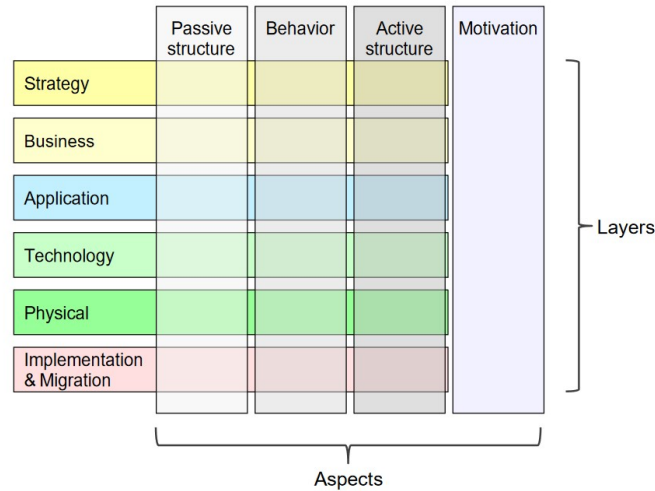 Passive
structure
Behavior
Active
structure
Motivation
Strategy
Business
Application
Technology
Physical
Implementation
& Migration
Layers
Aspects